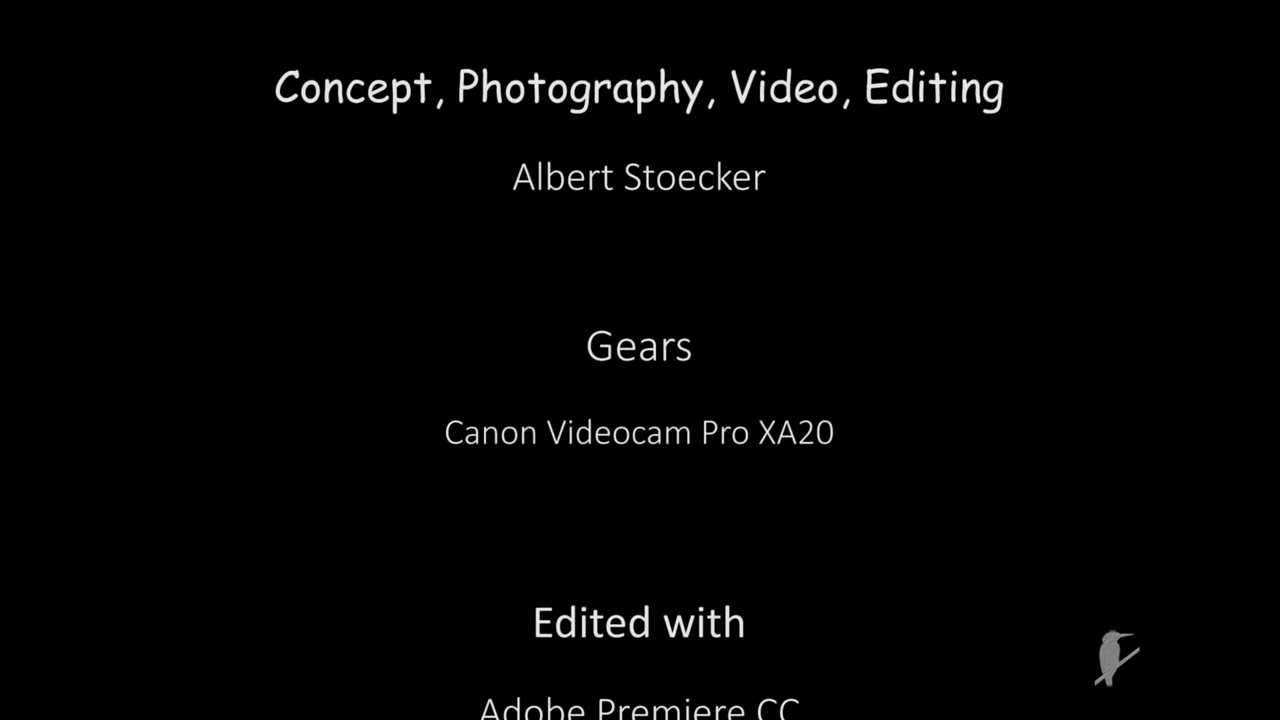 Concept, Photography, Video, Editing
Albert Stoecker
Gears
Canon Videocam Pro XA20
Edited with
Adobe Premiere CC